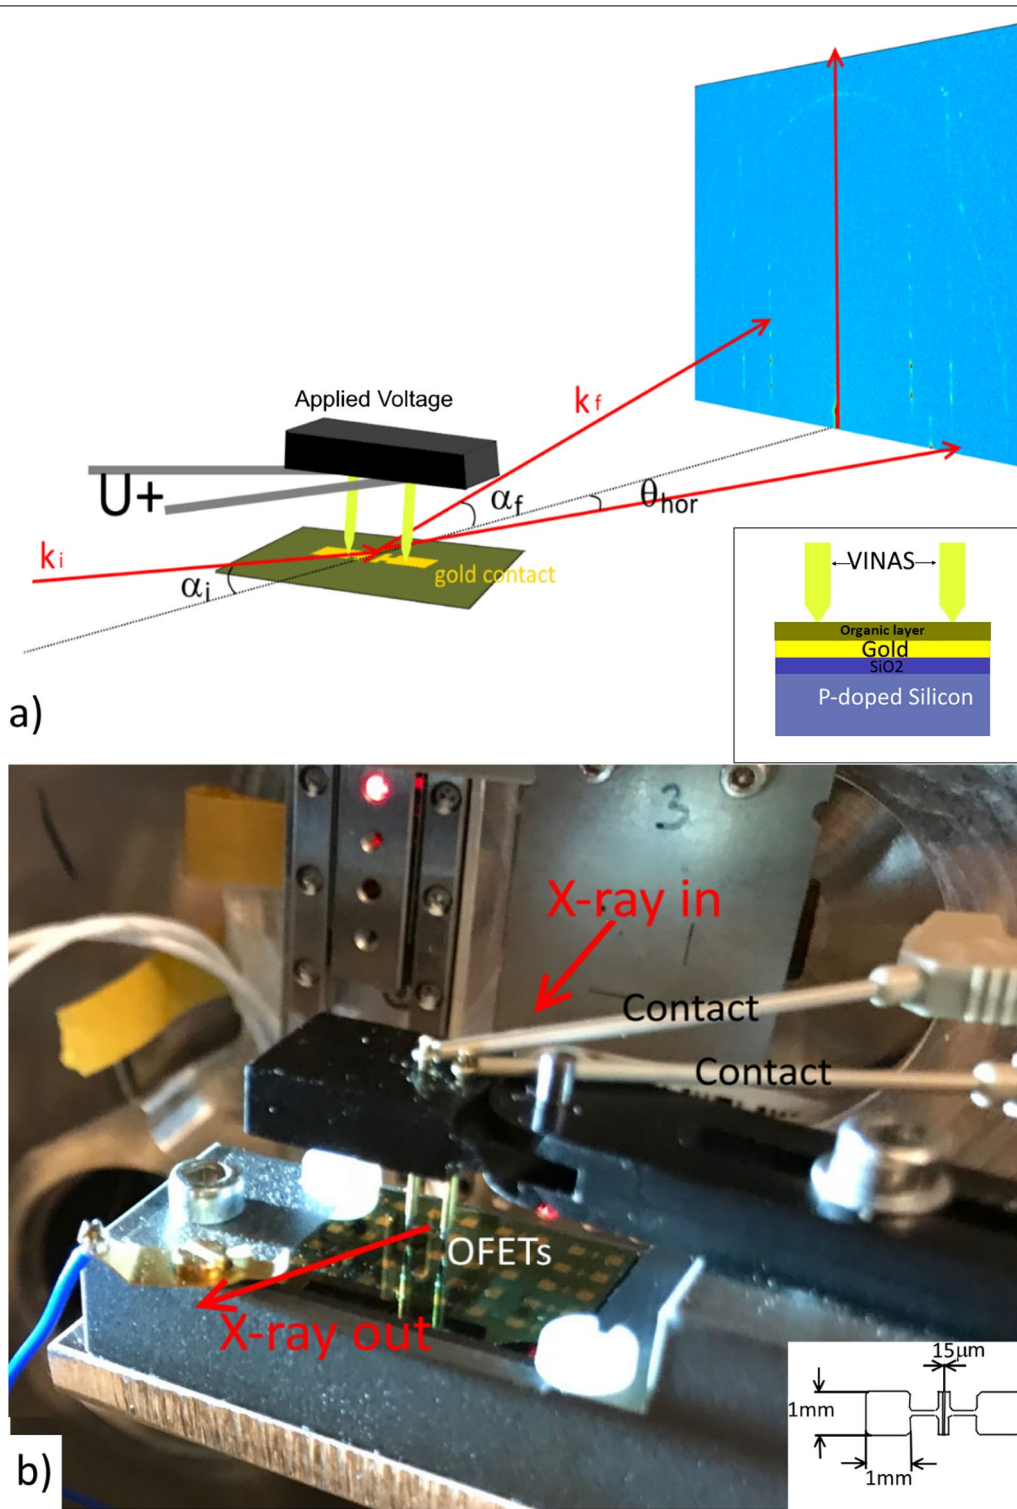 Applied Voltage
U+
kf
ki
αf
αi
θhor
gold contact
VINAS
Organic layer
Gold
SiO2
P-doped Silicon
a)
3
X-ray in
Contact
Contact
OFETs
X-ray out
15µm
1mm
1mm
b)